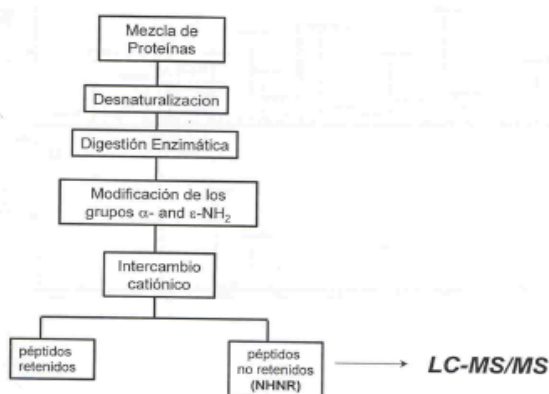 Mezcla de
Proteínas
Desnaturalizacion
Digestión Enzimática
Modificación de los
grupos α- and ε-NH₂
Intercambio
catiónico
péptidos
retenidos
péptidos
no retenidos
(NHNR)
LC-MS/MS